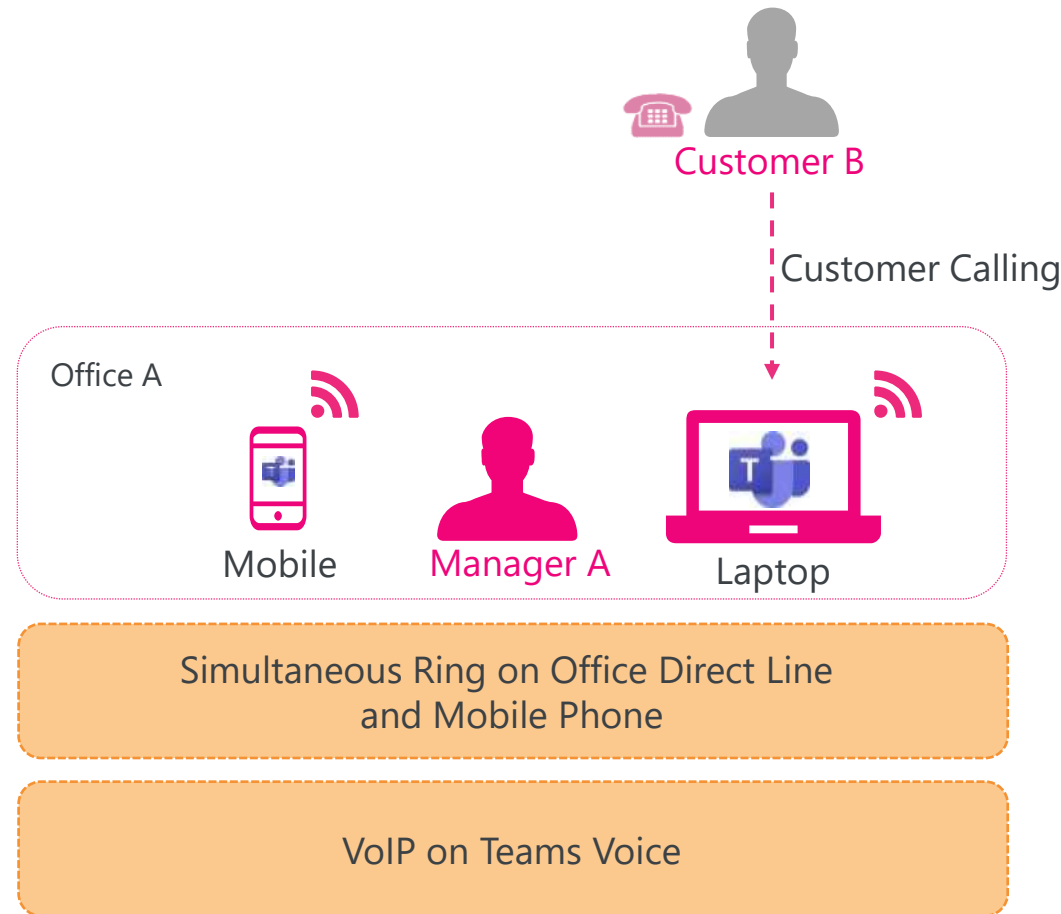 Customer B
Customer Calling
Office A
T
T
Mobile
Manager A
Laptop
Simultaneous Ring on Office Direct Line
and Mobile Phone
VoIP on Teams Voice